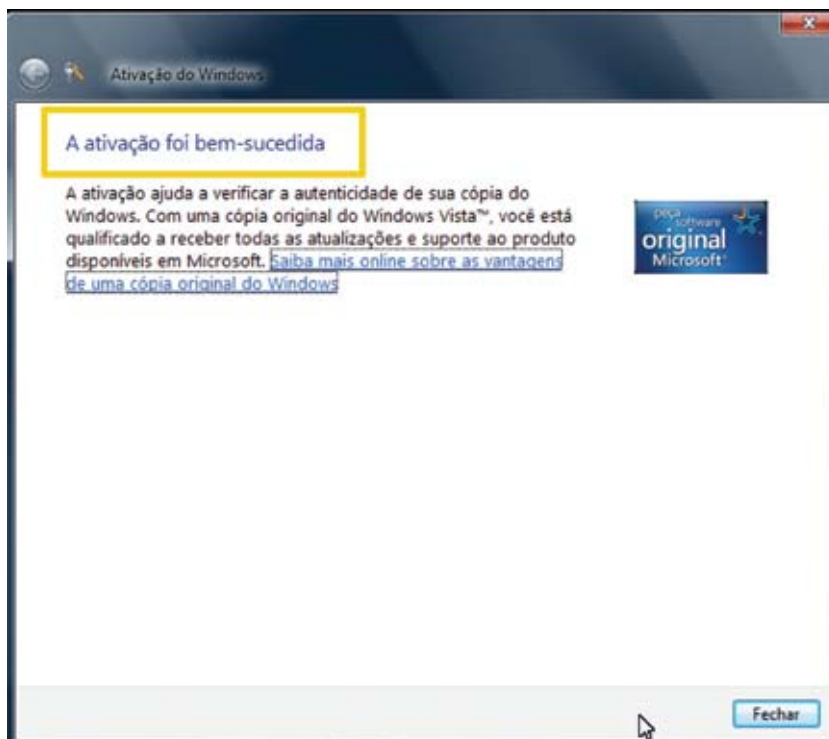 Ativação do Windows
A ativação foi bem-sucedida
A ativação ajuda a verificar a autenticidade de sua cópia do
Windows. Com uma cópia original do Windows Vista™, você está
qualificado a receber todas as atualizações e suporte ao produto
disponíveis em Microsoft. Saiba mais online sobre as vantagens
de uma cópia original do Windows
peça
software
original
Microsoft
Fechar